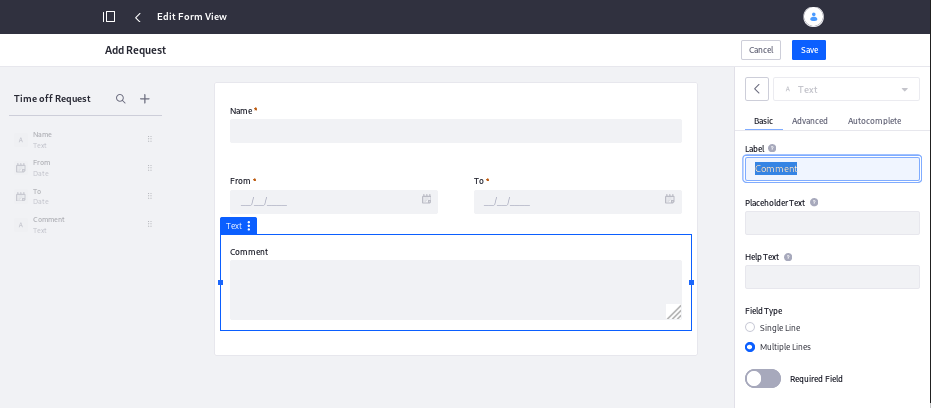 Edit Form View
Add Request
Cancel
Save
Time off Request
Name
Text
From
Date
To
Date
Comment
Text
Name *
From *
To *
__/__/____
__/__/____
Text
Comment
A Text
Basic
Advanced
Autocomplete
Label ?
Comment
Placeholder Text ?
Help Text ?
Field Type
Single Line
Multiple Lines
Required Field